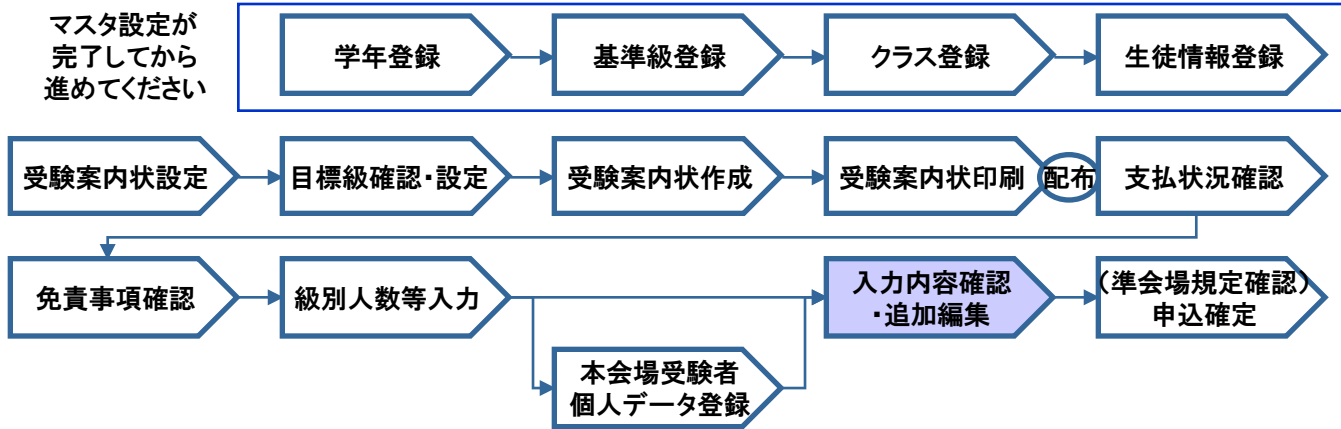 マスタ設定が
完了してから
進めてください
学年登録
基準級登録
クラス登録
生徒情報登録
受験案内状設定
目標級確認・設定
受験案内状作成
受験案内状印刷
配布
支払状況確認
免責事項確認
級別人数等入力
入力内容確認
・追加編集
(準会場規定確認)
申込確定
本会場受験者
個人データ登録